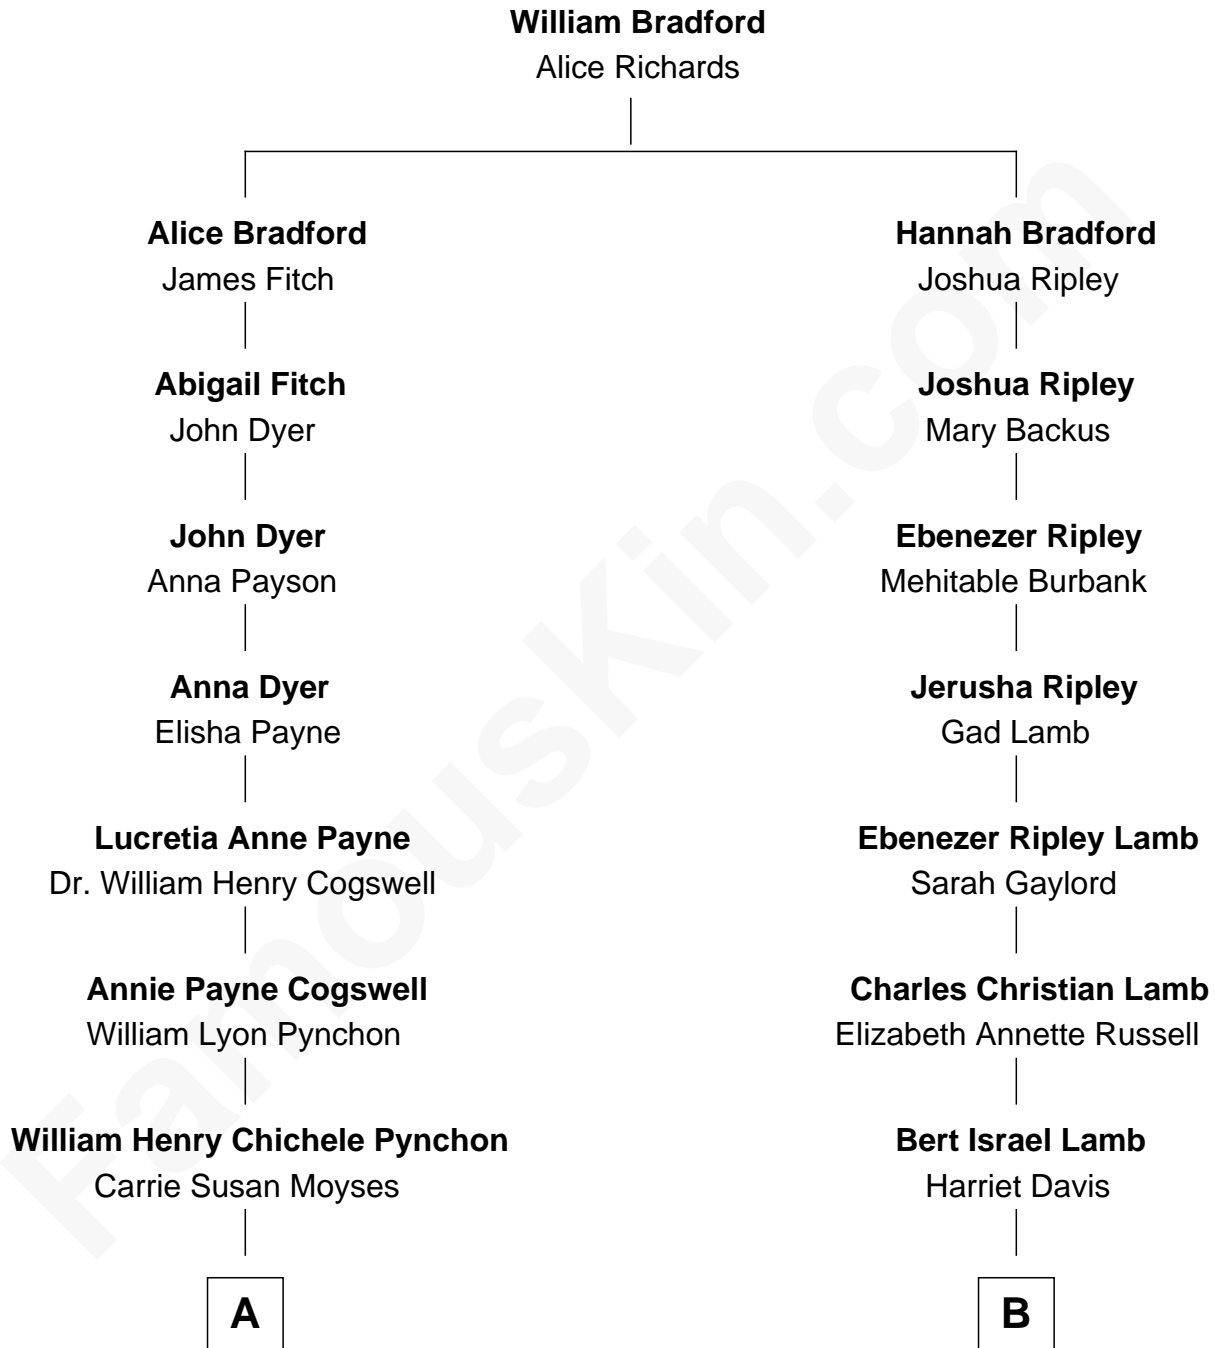 William Bradford
Alice Richards
Alice Bradford
James Fitch
Hannah Bradford
Joshua Ripley
Abigail Fitch
John Dyer
Joshua Ripley
Mary Backus
John Dyer
Anna Payson
Ebenezer Ripley
Mehitable Burbank
Anna Dyer
Elisha Payne
Jerusha Ripley
Gad Lamb
Lucretia Anne Payne
Dr. William Henry Cogswell
Ebenezer Ripley Lamb
Sarah Gaylord
Annie Payne Cogswell
William Lyon Pynchon
Charles Christian Lamb
Elizabeth Annette Russell
William Henry Chichele Pynchon
Carrie Susan Moyses
Bert Israel Lamb
Harriet Davis
A
B
FamousKin.com